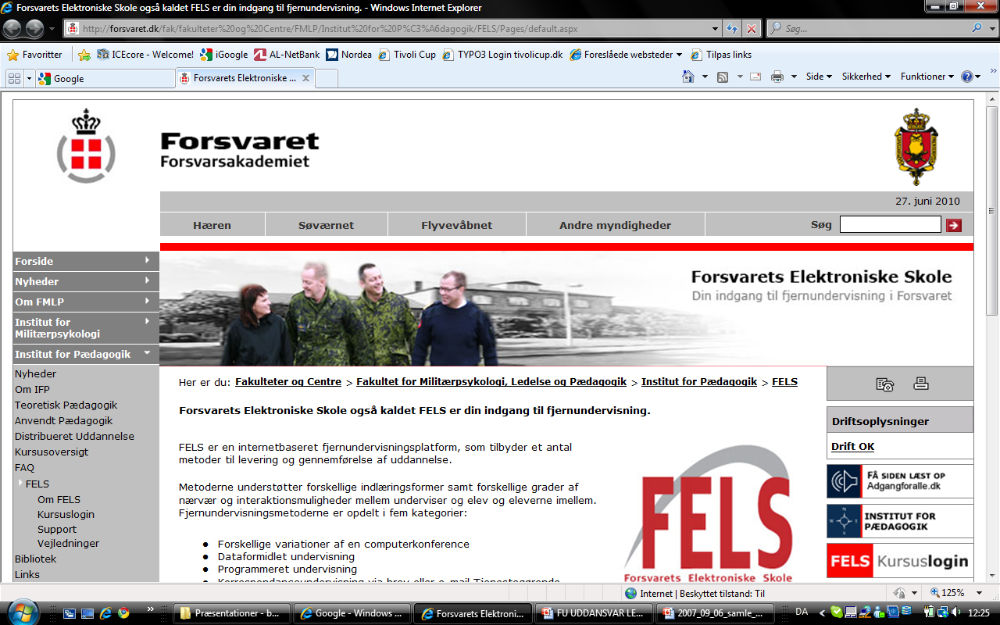 Forsvarets Elektroniske Skole også kaldet FELS er din indgang til fjernundervisning. - Windows Internet Explorer
http://forsvaret.dk/fak/fakulteter%20og%20Centre/FMLP/Institut%20for%20P%C3%A6dagogik/FELS/Pages/default.aspx
Søg...
Favoritter
ICEcore - Welcome!
iGoogle
AL-NetBank
Nordea
Tivoli Cup
TYPO3 Login tivolicup.dk
Foreslåede websteder
Tilpas links
Google
Forsvarets Elektroniske ...
Side
Sikkerhed
Funktioner
Forsvaret
Forsvarsakademiet
27. juni 2010
Hæren
Søværnet
Flyvevåbnet
Andre myndigheder
Søg
Forside
Nyheder
Om FMLP
Institut for
Militærpsykologi
Institut for Pædagogik
Nyheder
Om IFP
Teoretisk Pædagogik
Anvendt Pædagogik
Distribueret Uddannelse
Kursusoversigt
FAQ
FELS
Om FELS
Kursuslogin
Support
Vejledninger
Bibliotek
Links
Forsvarets Elektroniske Skole
Din indgang til fjernundervisning i Forsvaret
Her er du: Fakulteter og Centre > Fakultet for Militærpsykologi, Ledelse og Pædagogik > Institut for Pædagogik > FELS
Forsvarets Elektroniske Skole også kaldet FELS er din indgang til fjernundervisning.
FELS er en internetbaseret fjernundervisningsplatform, som tilbyder et antal
metoder til levering og gennemførelse af uddannelse.
Metoderne understøtter forskellige indlæringsformer samt forskellige grader af
nærvær og interaktionsmuligheder mellem underviser og elev og eleverne imellem.
Fjernundervisningsmetoderne er opdelt i fem kategorier:
● Forskellige variationer af en computerkonference
● Dataformidlet undervisning
● Programmeret undervisning
● Korrespondanceundervisning via brev eller e-mail
FELS
Forsvarets Elektroniske Skole
Driftsoplysninger
Drift OK
FÅ SIDEN LÆST OP
Adgangforalle.dk
INSTITUT FOR
PÆDAGOGIK
FELS Kursuslogin
Internet | Beskyttet tilstand: Til
125%
Præsentationer - b...
Google - Windows ...
Forsvarets Elektroni...
FU UDDANSVAR LE...
2007_09_06_samle_...
DA
12:25